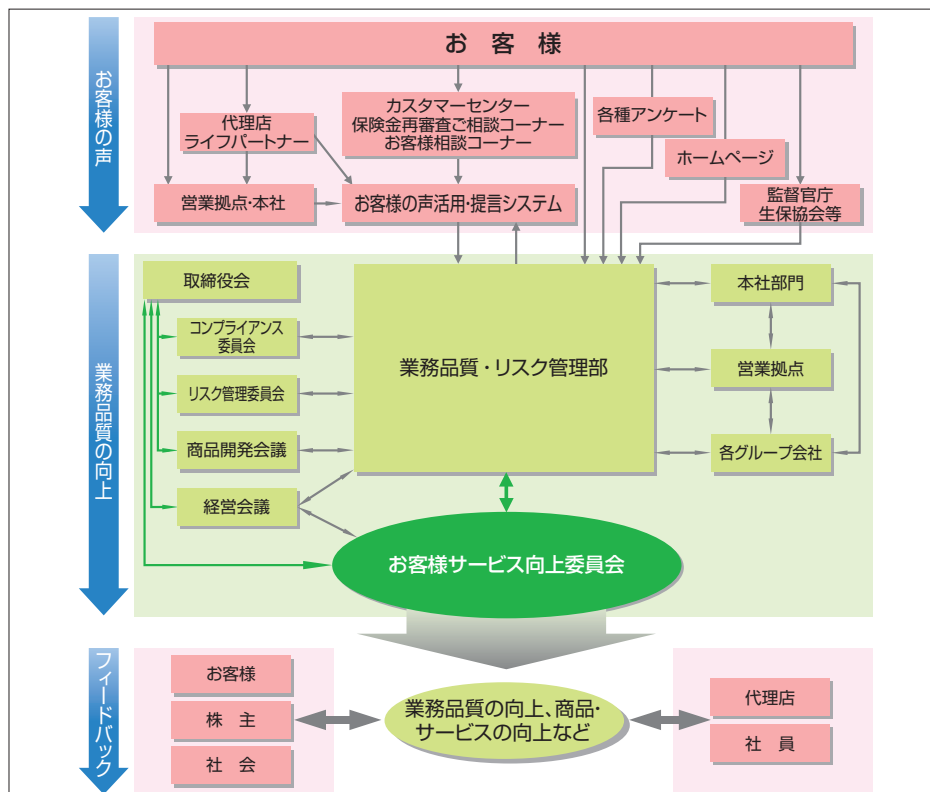 お客様の声
お 客 様
代理店
ライフパートナー
カスタマーセンター
保険金再審査ご相談コーナー
お客様相談コーナー
各種アンケート
ホームページ
営業拠点・本社
お客様の声活用・提言システム
監督官庁
生保協会等
業務品質の向上
取締役会
コンプライアンス
委員会
リスク管理委員会
商品開発会議
経営会議
業務品質・リスク管理部
本社部門
営業拠点
各グループ会社
お客様サービス向上委員会
フィードバック
お客様
株 主
社 会
業務品質の向上、商品・
サービスの向上など
代理店
社 員